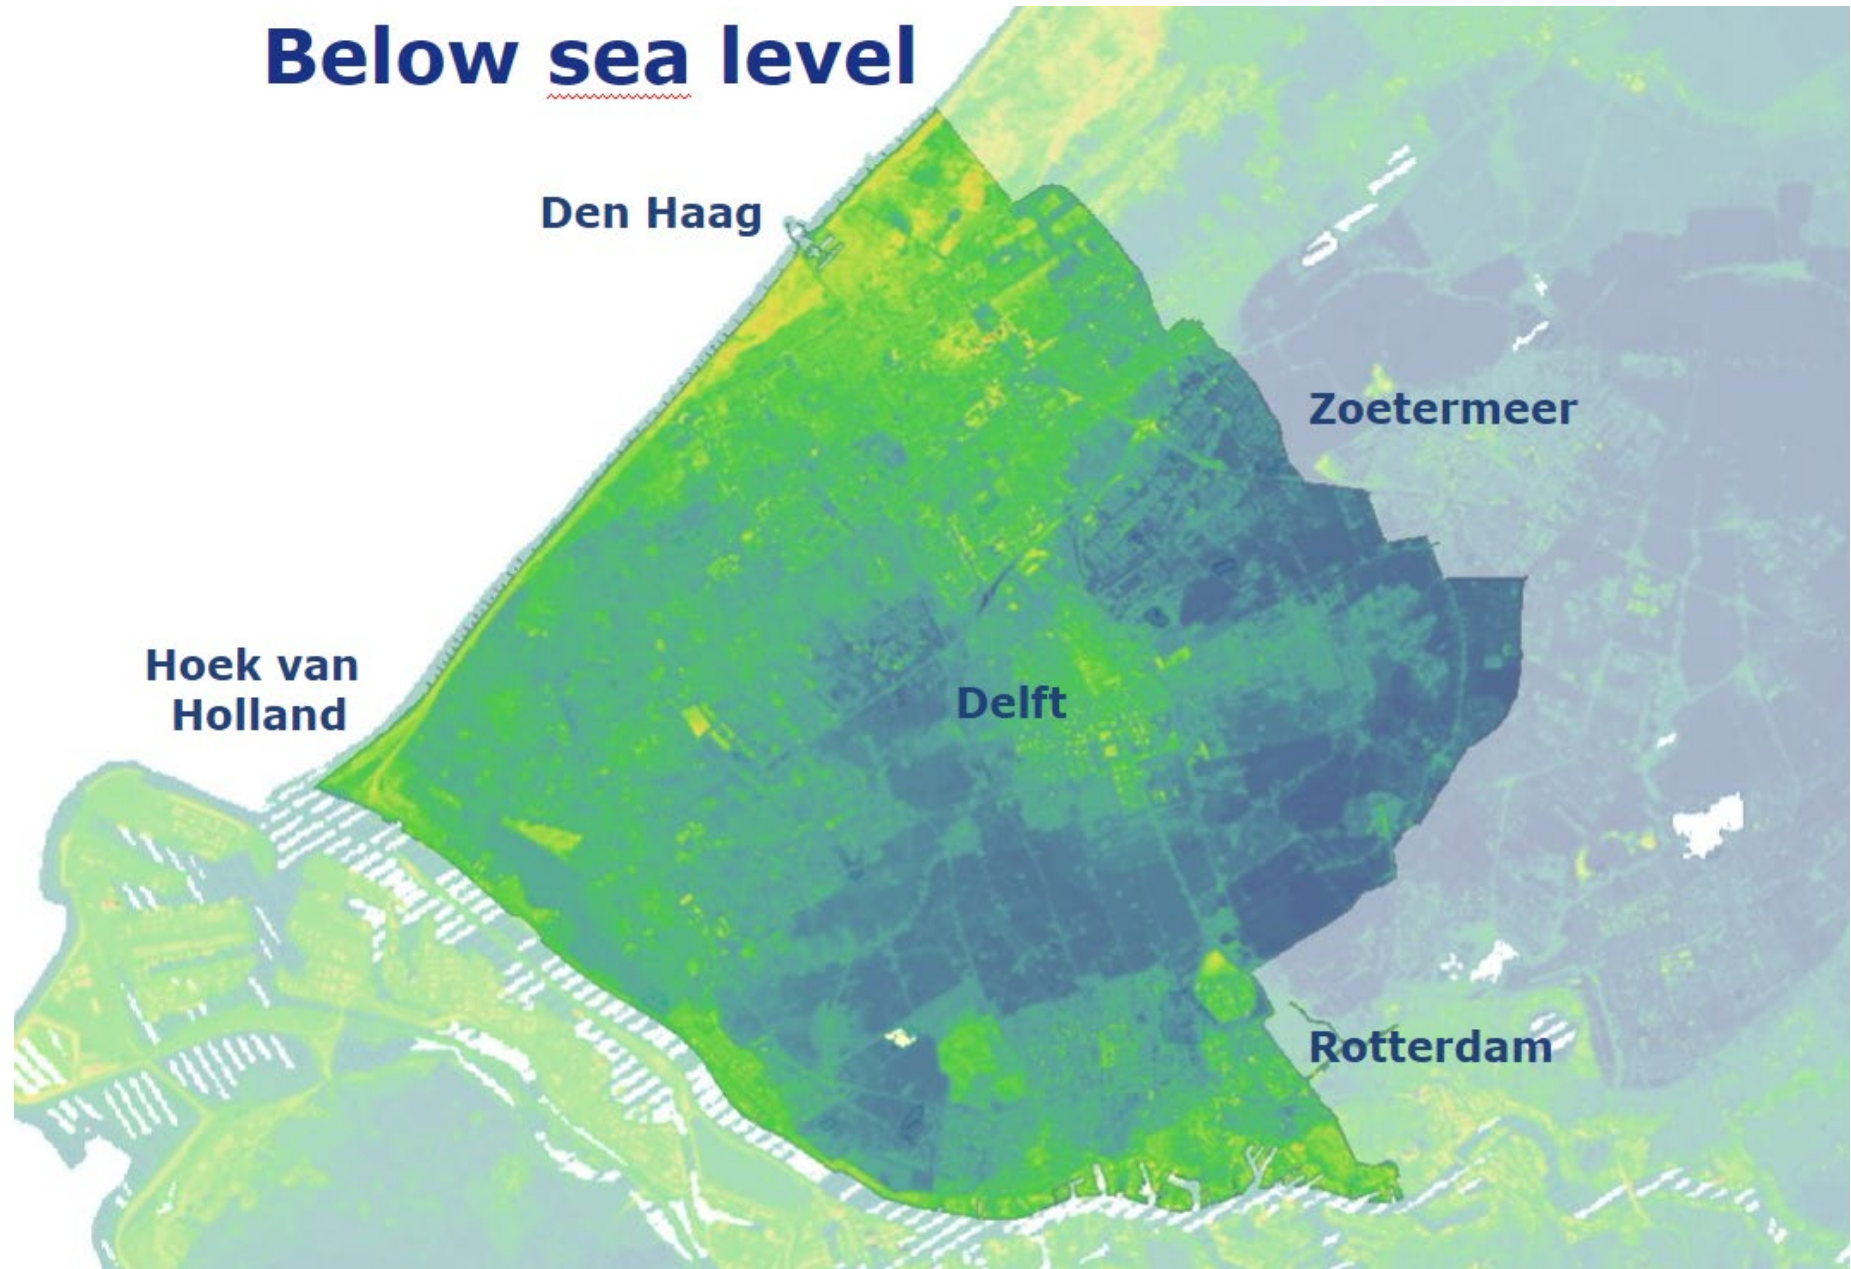 Below sea level
Den Haag
Zoetermeer
Hoek van
Holland
Delft
Rotterdam